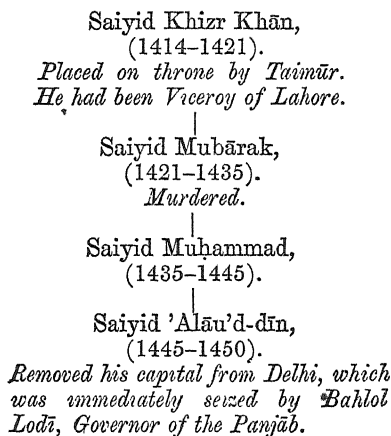 Saiyid Khizr Khān,
(1414–1421).
Placed on throne by Taimūr.
He had been Viceroy of Lahore.
Saiyid Mubārak,
(1421–1435).
Murdered.
Saiyid Muḥammad,
(1435–1445).
Saiyid 'Alāu'd-dīn,
(1445–1450).
Removed his capital from Delhi, which
was immediately seized by Bahlol
Lodī, Governor of the Panjāb.